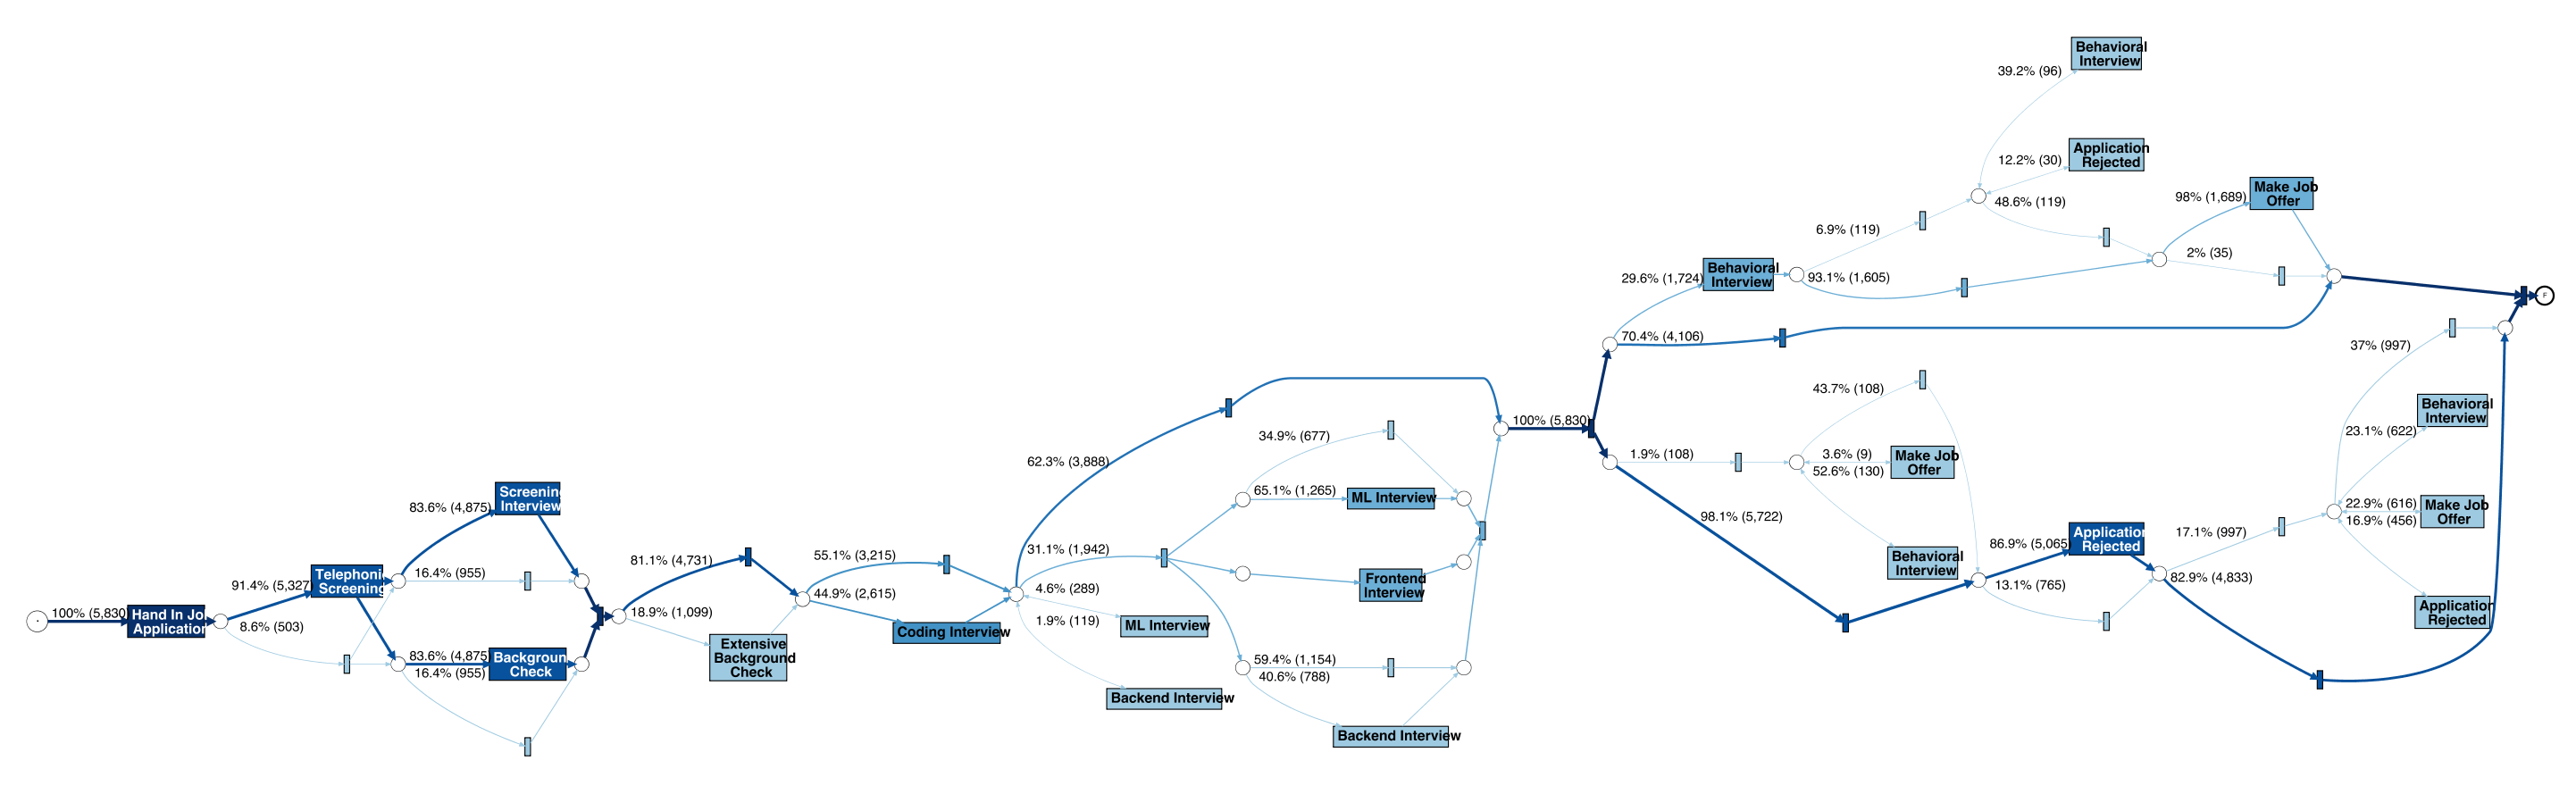 100% (5,830)
Hand In Jo
Application
91.4% (5,327)
8.6% (503)
Telephonic
Screening
83.6% (4,875)
16.4% (955)
Screening
Interview
83.6% (4,875)
16.4% (955)
Background
Check
81.1% (4,731)
18.9% (1,099)
Extensive
Background
Check
55.1% (3,215)
44.9% (2,615)
Coding Interview
62.3% (3,888)
31.1% (1,942)
4.6% (289)
1.9% (119)
ML Interview
Backend Interview
34.9% (677)
65.1% (1,265)
ML Interview
Frontend
Interview
59.4% (1,154)
40.6% (788)
Backend Interview
100% (5,830)
29.6% (1,724)
70.4% (4,106)
Behavioral
Interview
6.9% (119)
93.1% (1,605)
39.2% (96)
Behavioral
Interview
12.2% (30)
Application
Rejected
48.6% (119)
98% (1,689)
Make Job
Offer
2% (35)
1.9% (108)
98.1% (5,722)
43.7% (108)
3.6% (9)
52.6% (130)
Make Job
Offer
Behavioral
Interview
86.9% (5,065)
13.1% (765)
Application
Rejected
17.1% (997)
82.9% (4,833)
37% (997)
23.1% (622)
Behavioral
Interview
22.9% (616)
16.9% (456)
Make Job
Offer
Application
Rejected
F